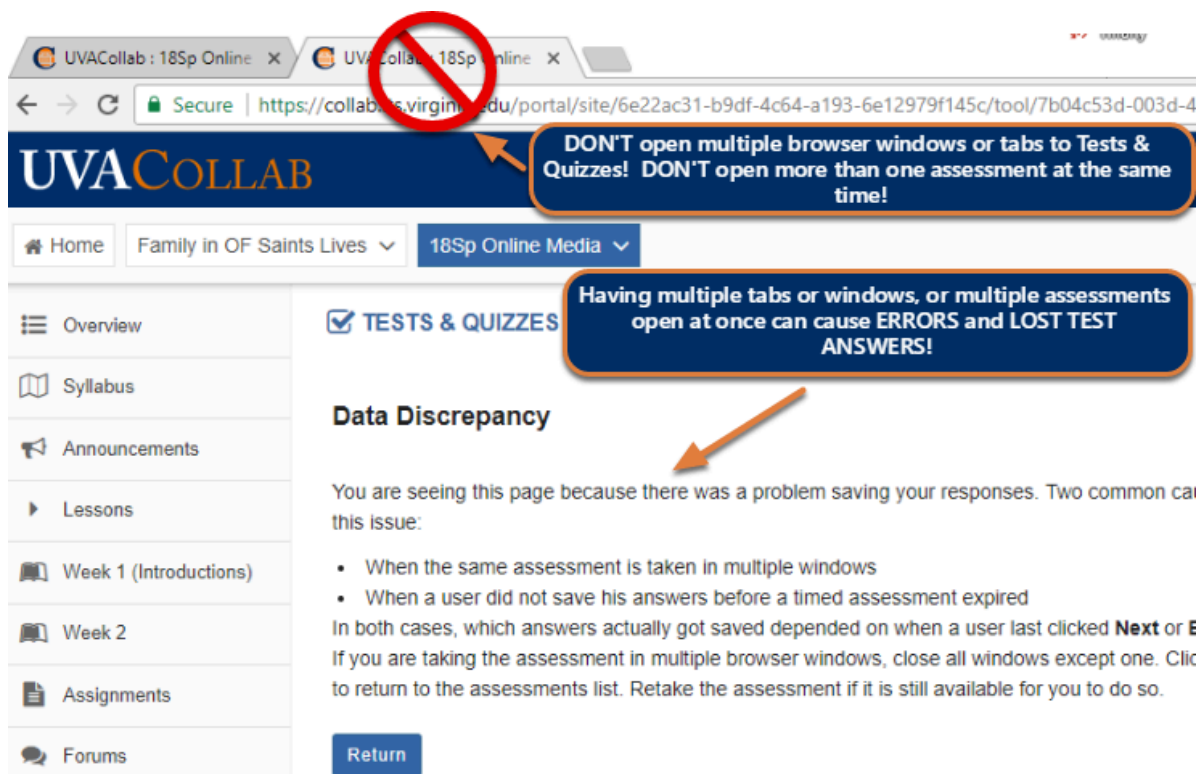 UVACollab : 18Sp Online
UVACollab : 18Sp Online
Secure https://collab.its.virginia.edu/portal/site/6e22ac31-b9df-4c64-a193-6e12979f145c/tool/7b04c53d-003d-4
UVACOLLAB
DON'T open multiple browser windows or tabs to Tests &
Quizzes! DON'T open more than one assessment at the same
time!
Home Family in OF Saints Lives 18Sp Online Media
Having multiple tabs or windows, or multiple assessments
open at once can cause ERRORS and LOST TEST
ANSWERS!
Overview
TESTS & QUIZZES
Syllabus
Announcements
Lessons
Week 1 (Introductions)
Week 2
Assignments
Forums
Data Discrepancy
You are seeing this page because there was a problem saving your responses. Two common cau
this issue:
• When the same assessment is taken in multiple windows
• When a user did not save his answers before a timed assessment expired
In both cases, which answers actually got saved depended on when a user last clicked Next or E
If you are taking the assessment in multiple browser windows, close all windows except one. Clic
to return to the assessments list. Retake the assessment if it is still available for you to do so.
Return